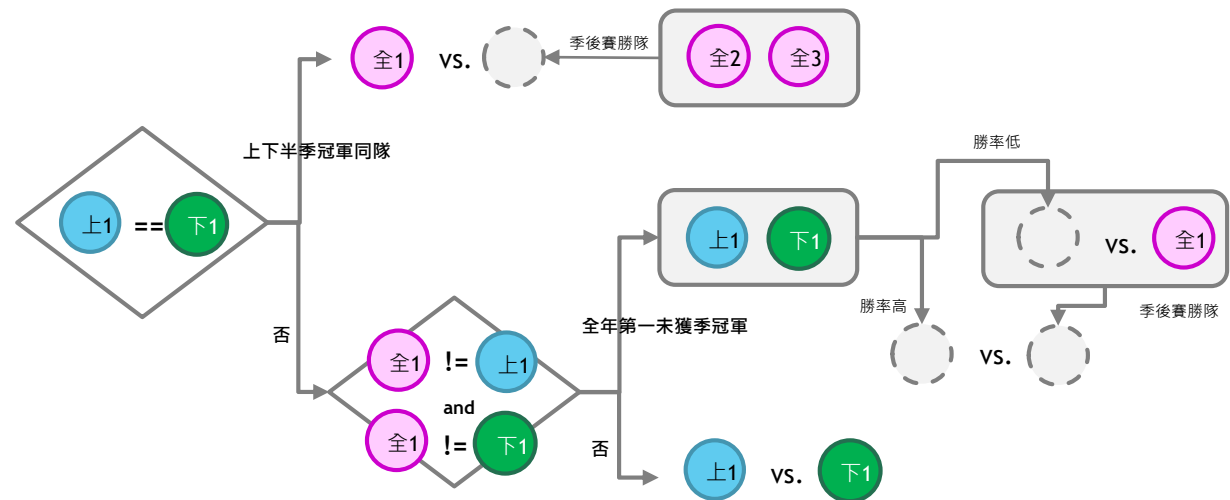 全1 vs.
季後賽勝隊
全2 全3
上下半季冠軍同隊
上1 == 下1
否
全1 != 上1
and
全1 != 下1
全年第一未獲季冠軍
上1 下1
勝率低
vs. 全1
勝率高
季後賽勝隊
vs.
否
上1 vs. 下1